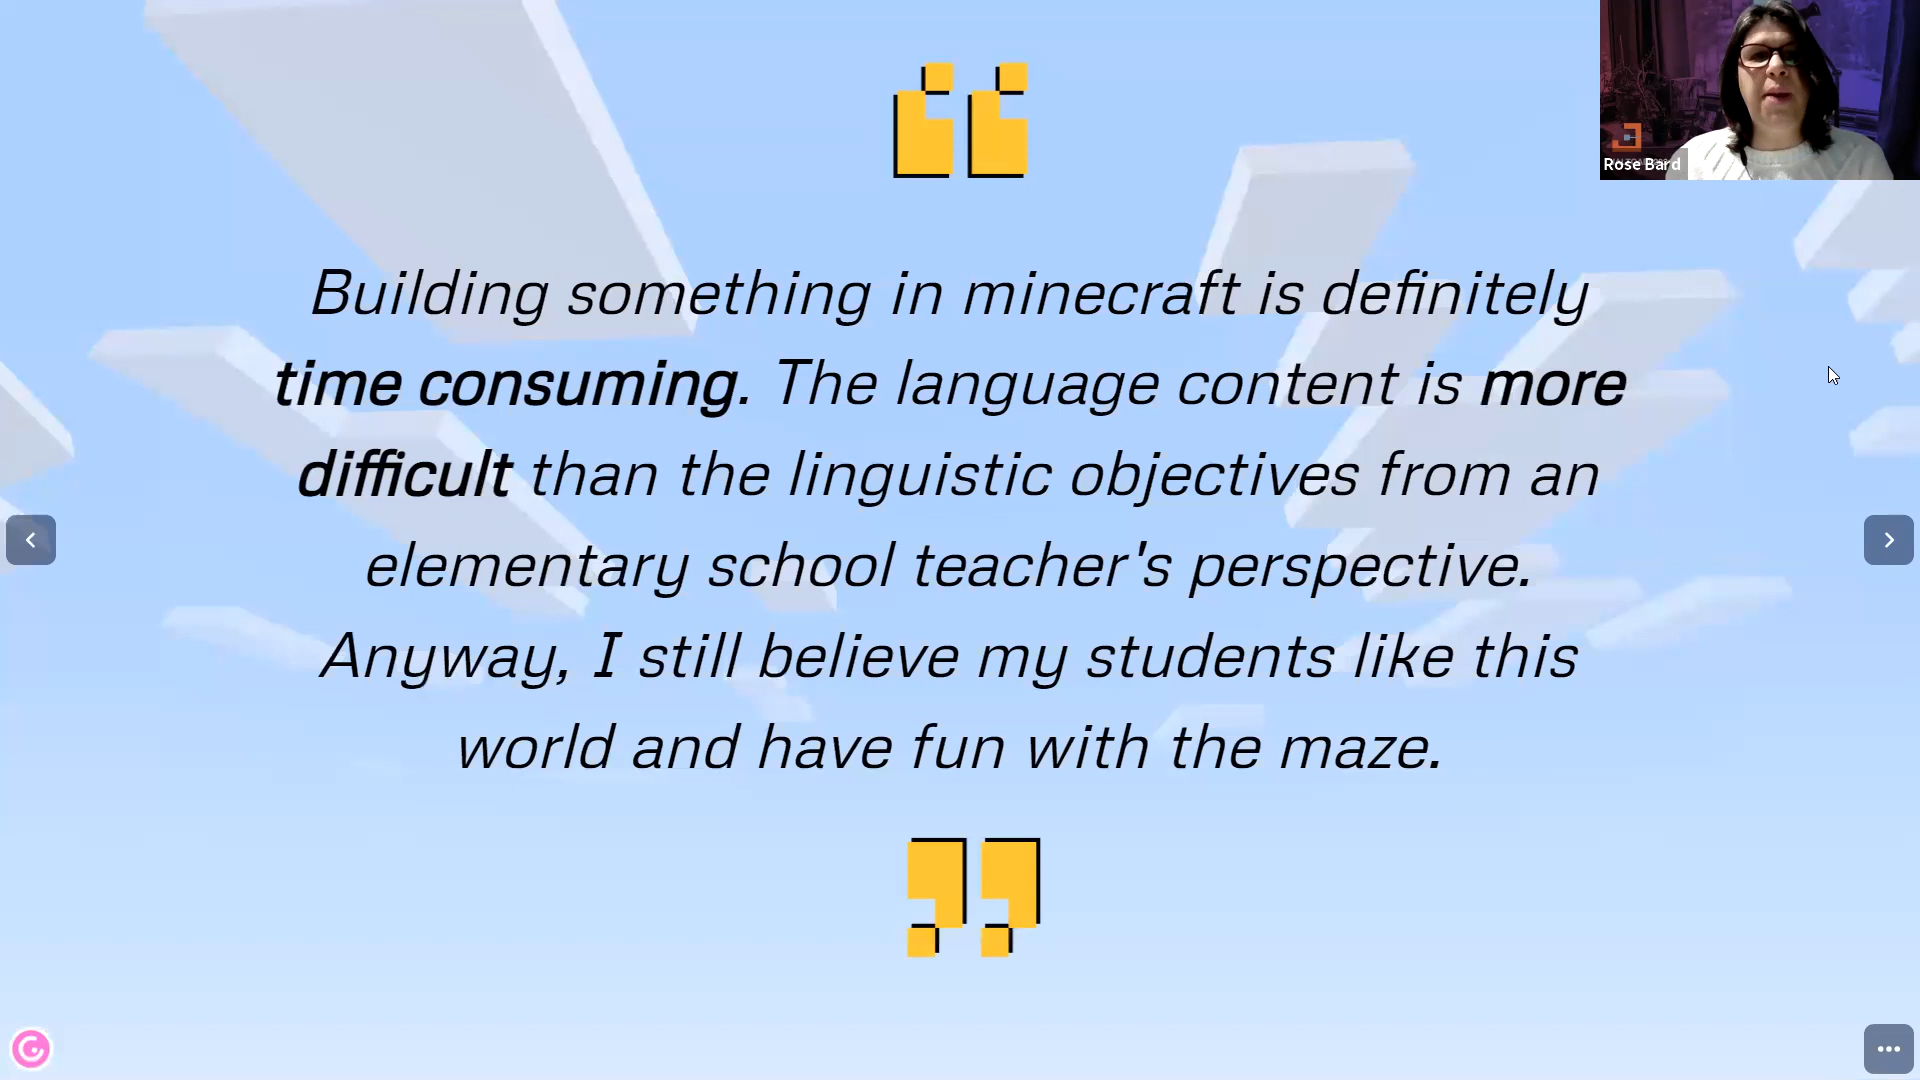 Rose Bard
Building something in minecraft is definitely
time consuming. The language content is more
difficult than the linguistic objectives from an
elementary school teacher's perspective.
Anyway, I still believe my students like this
world and have fun with the maze.